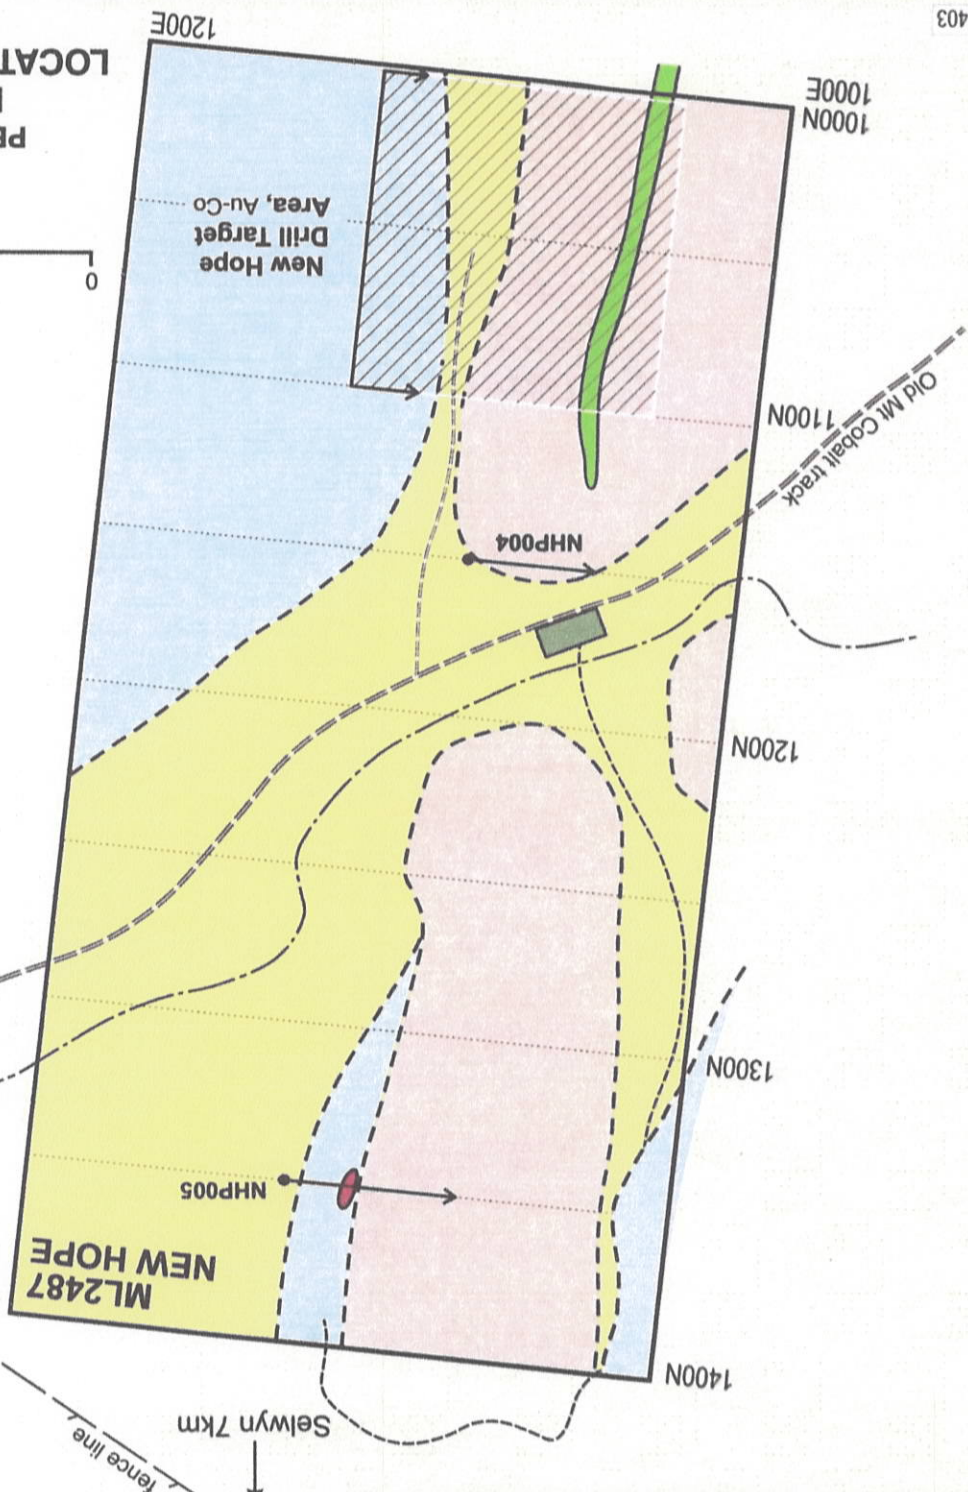 Selwyn 7km
fence line
1400N
ML2487
NEW HOPE
NHP005
1300N
1200N
NHP004
Old Mt Cobalt track
1100N
New Hope
Drill Target
Area, Au-Co
0
1000N
1000E
1200E
LOCAT
403